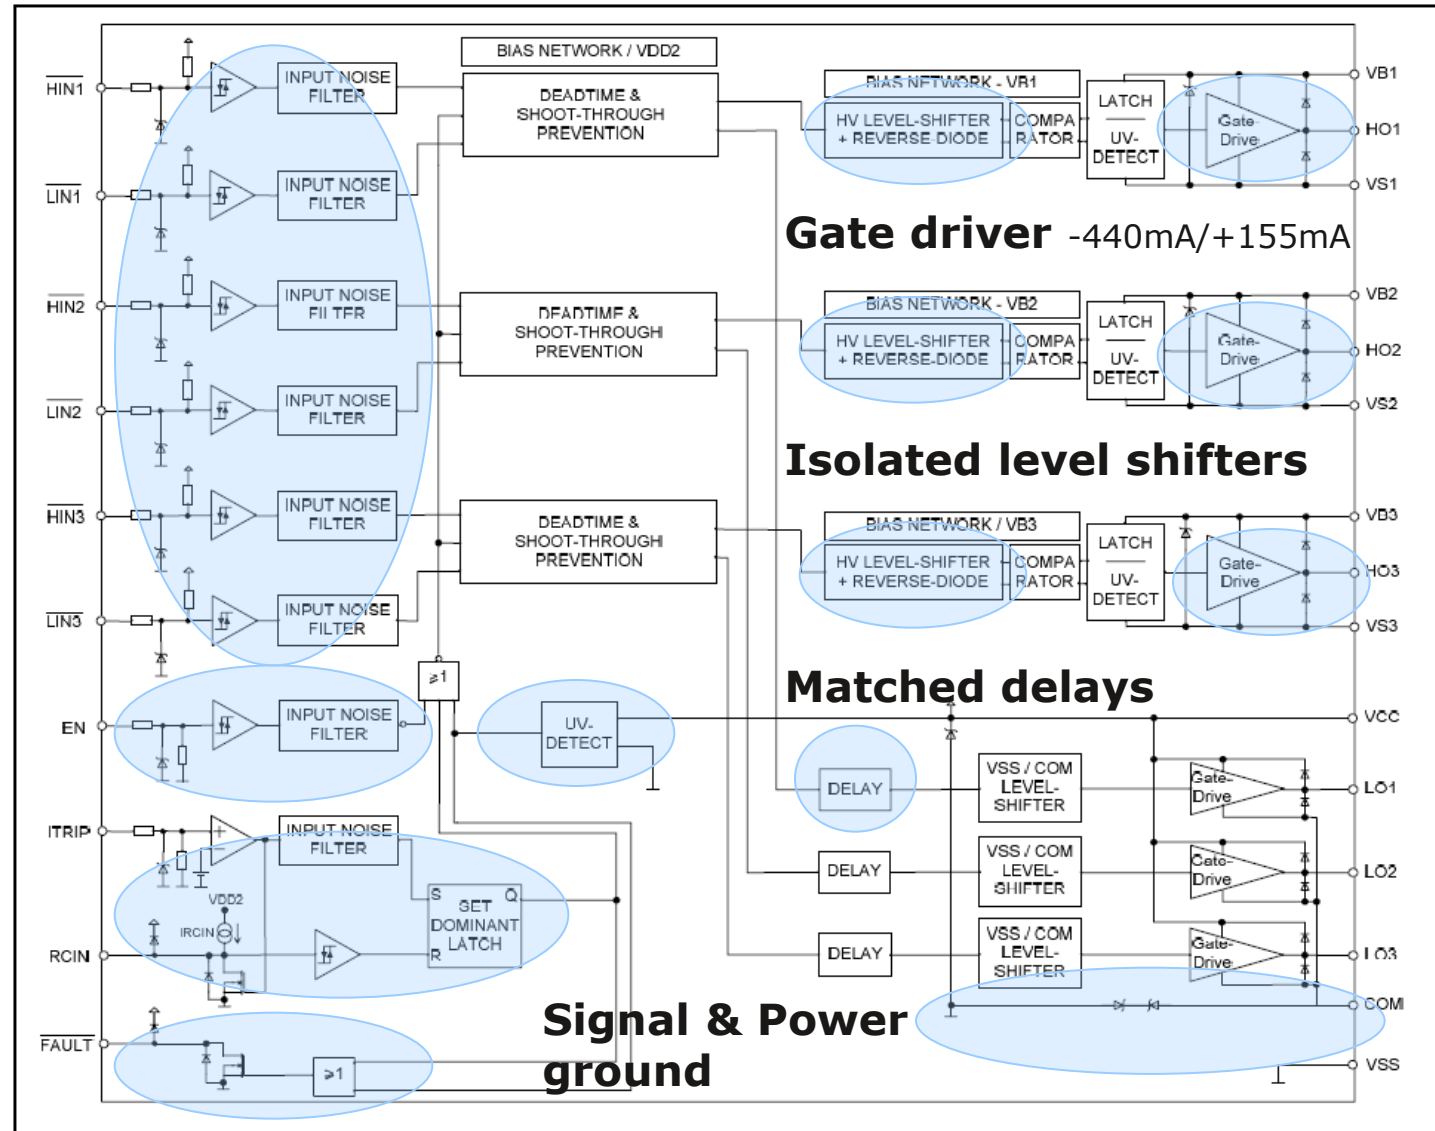 BIAS NETWORK / VDD2
HIN1
INPUT NOISE
FILTER
DEADTIME &
SHOOT-THROUGH
PREVENTION
BIAS NETWORK - VB1
HV LEVEL-SHIFTER
+ REVERSE-DIODE
COMPA
RATOR
LATCH
UV-
DETECT
Gate-
Drive
VB1
HO1
VS1
LIN1
INPUT NOISE
FILTER
Gate driver -440mA/+155mA
HIN2
INPUT NOISE
FILTER
DEADTIME &
SHOOT-THROUGH
PREVENTION
BIAS NETWORK - VB2
HV LEVEL-SHIFTER
+ REVERSE-DIODE
COMPA
RATOR
LATCH
UV-
DETECT
Gate-
Drive
VB2
HO2
VS2
LIN2
INPUT NOISE
FILTER
Isolated level shifters
HIN3
INPUT NOISE
FILTER
DEADTIME &
SHOOT-THROUGH
PREVENTION
BIAS NETWORK / VB3
HV LEVEL-SHIFTER
+ REVERSE-DIODE
COMPA
RATOR
LATCH
UV-
DETECT
Gate-
Drive
VB3
HO3
VS3
LIN3
INPUT NOISE
FILTER
≥1
Matched delays
EN
INPUT NOISE
FILTER
UV-
DETECT
VCC
DELAY
VSS / COM
LEVEL-
SHIFTER
Gate-
Drive
LO1
ITRIP
INPUT NOISE
FILTER
DELAY
VSS / COM
LEVEL-
SHIFTER
Gate-
Drive
LO2
VDD2
IRCIN
S
Q
SET
DOMINANT
LATCH
R
RCIN
DELAY
VSS / COM
LEVEL-
SHIFTER
Gate-
Drive
LO3
COM
Signal & Power
ground
FAULT
≥1
VSS